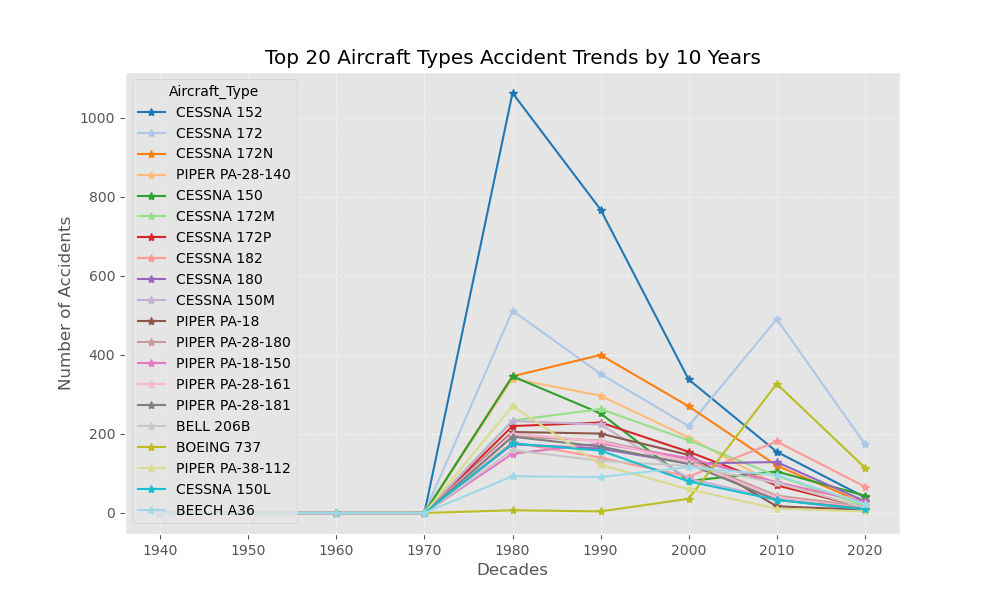 Top 20 Aircraft Types Accident Trends by 10 Years
Aircraft_Type
CESSNA 152
CESSNA 172
CESSNA 172N
PIPER PA-28-140
CESSNA 150
CESSNA 172M
CESSNA 172P
CESSNA 182
CESSNA 180
CESSNA 150M
PIPER PA-18
PIPER PA-28-180
PIPER PA-18-150
PIPER PA-28-161
PIPER PA-28-181
BELL 206B
BOEING 737
PIPER PA-38-112
CESSNA 150L
BEECH A36
Number of Accidents
1000
800
600
400
200
0
1940 1950 1960 1970 1980 1990 2000 2010 2020
Decades